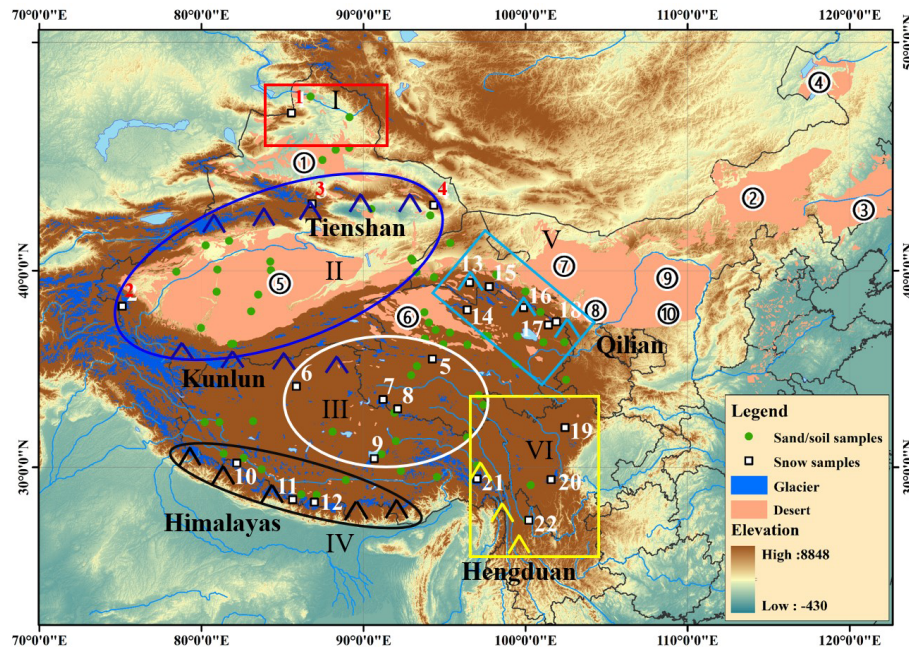 70°0'0"E 80°0'0"E 90°0'0"E 100°0'0"E 110°0'0"E 120°0'0"E
④
1 I
①
3 4
②
③
Tienshan
V
40°0'0"N
II
⑤
13 15
⑦
⑨
40°0'0"N
2
14 16
⑥
17 18
⑧
⑩
Qilian
Kunlun
5
6
7
8
III
9
19
VI
30°0'0"N
10
11
12
21
20
22
Himalayas
IV
Hengduan
Legend
Sand/soil samples
Snow samples
Glacier
Desert
Elevation
High :8848
Low : -430
70°0'0"E 80°0'0"E 90°0'0"E 100°0'0"E 110°0'0"E 120°0'0"E